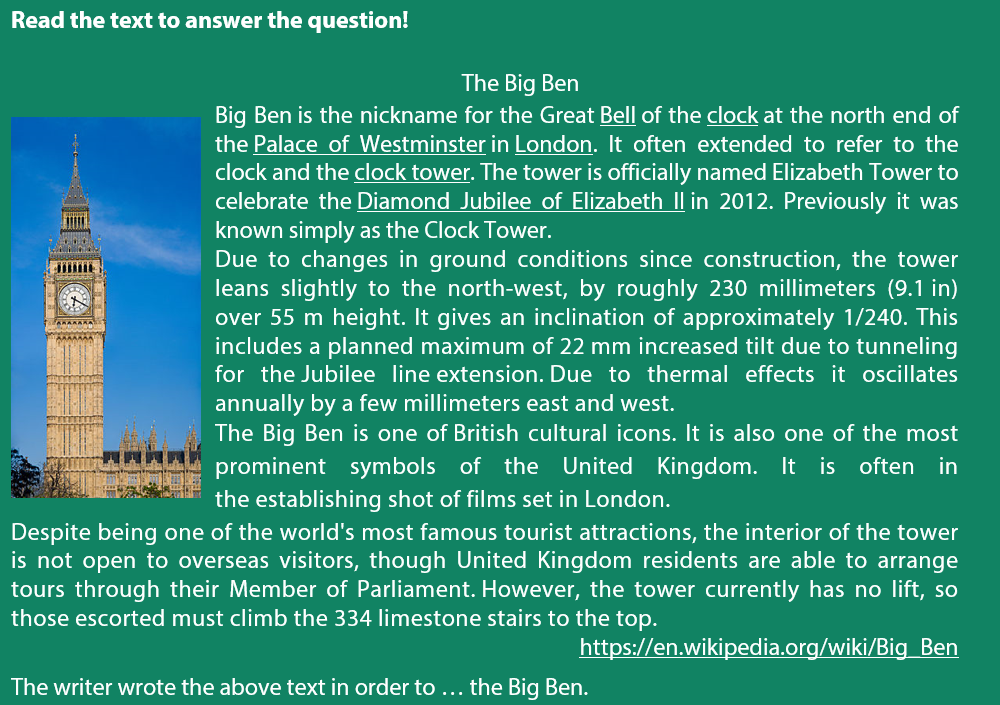 Read the text to answer the question!
The Big Ben
Big Ben is the nickname for the Great Bell of the clock at the north end of
the Palace of Westminster in London. It often extended to refer to the
clock and the clock tower. The tower is officially named Elizabeth Tower to
celebrate the Diamond Jubilee of Elizabeth II in 2012. Previously it was
known simply as the Clock Tower.
Due to changes in ground conditions since construction, the tower
leans slightly to the north-west, by roughly 230 millimeters (9.1 in)
over 55 m height. It gives an inclination of approximately 1/240. This
includes a planned maximum of 22 mm increased tilt due to tunneling
for the Jubilee line extension. Due to thermal effects it oscillates
annually by a few millimeters east and west.
The Big Ben is one of British cultural icons. It is also one of the most
prominent symbols of the United Kingdom. It is often in
the establishing shot of films set in London.
Despite being one of the world's most famous tourist attractions, the interior of the tower
is not open to overseas visitors, though United Kingdom residents are able to arrange
tours through their Member of Parliament. However, the tower currently has no lift, so
those escorted must climb the 334 limestone stairs to the top.
https://en.wikipedia.org/wiki/Big_Ben
The writer wrote the above text in order to … the Big Ben.